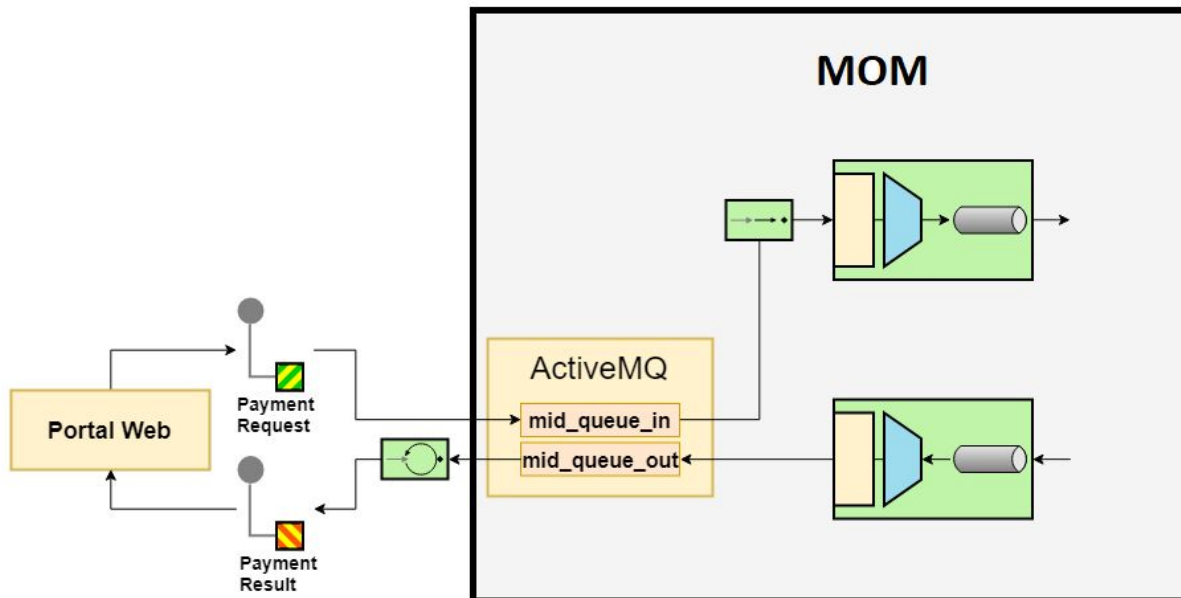 MOM
ActiveMQ
mid_queue_in
mid_queue_out
Portal Web
Payment
Request
Payment
Result